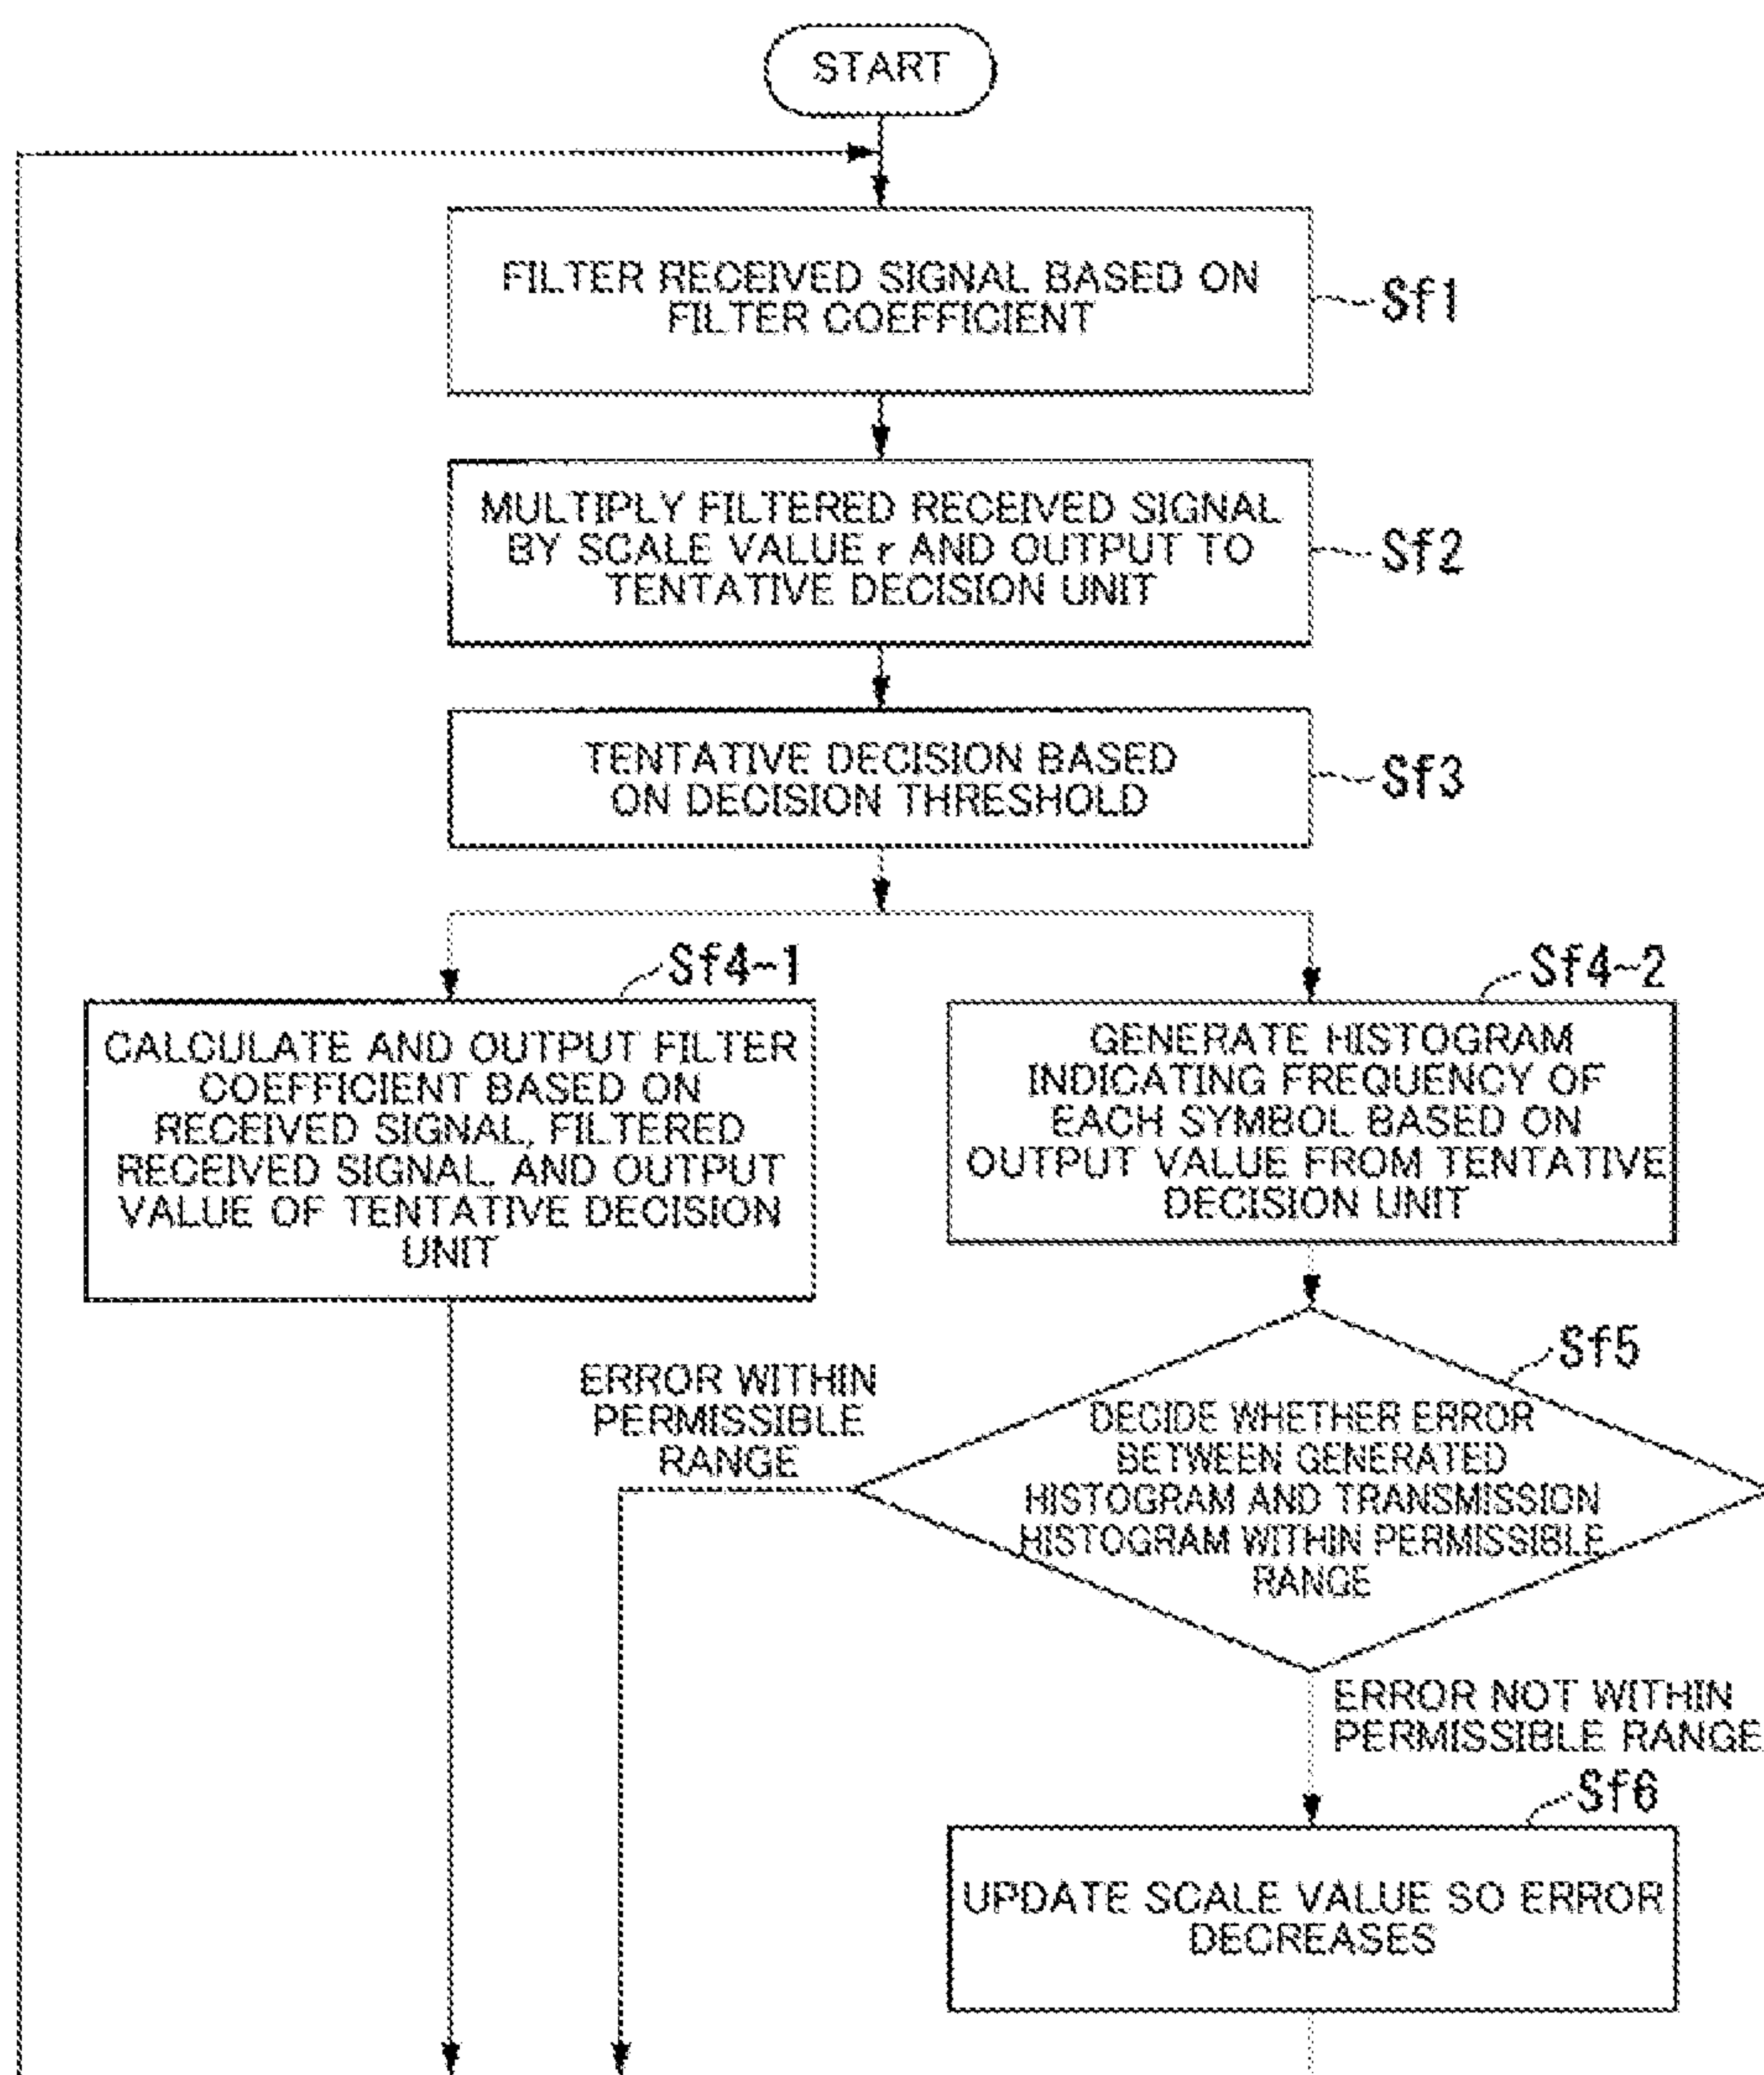 START
FILTER RECEIVED SIGNAL BASED ON
FILTER COEFFICIENT
Sf1
MULTIPLY FILTERED RECEIVED SIGNAL
BY SCALE VALUE r AND OUTPUT TO
TENTATIVE DECISION UNIT
Sf2
TENTATIVE DECISION BASED
ON DECISION THRESHOLD
Sf3
Sf4-1
CALCULATE AND OUTPUT FILTER
COEFFICIENT BASED ON
RECEIVED SIGNAL, FILTERED
RECEIVED SIGNAL, AND OUTPUT
VALUE OF TENTATIVE DECISION
UNIT
Sf4-2
GENERATE HISTOGRAM
INDICATING FREQUENCY OF
EACH SYMBOL BASED ON
OUTPUT VALUE FROM TENTATIVE
DECISION UNIT
ERROR WITHIN
PERMISSIBLE
RANGE
Sf5
DECIDE WHETHER ERROR
BETWEEN GENERATED
HISTOGRAM AND TRANSMISSION
HISTOGRAM WITHIN PERMISSIBLE
RANGE
ERROR NOT WITHIN
PERMISSIBLE RANGE
Sf6
UPDATE SCALE VALUE SO ERROR
DECREASES